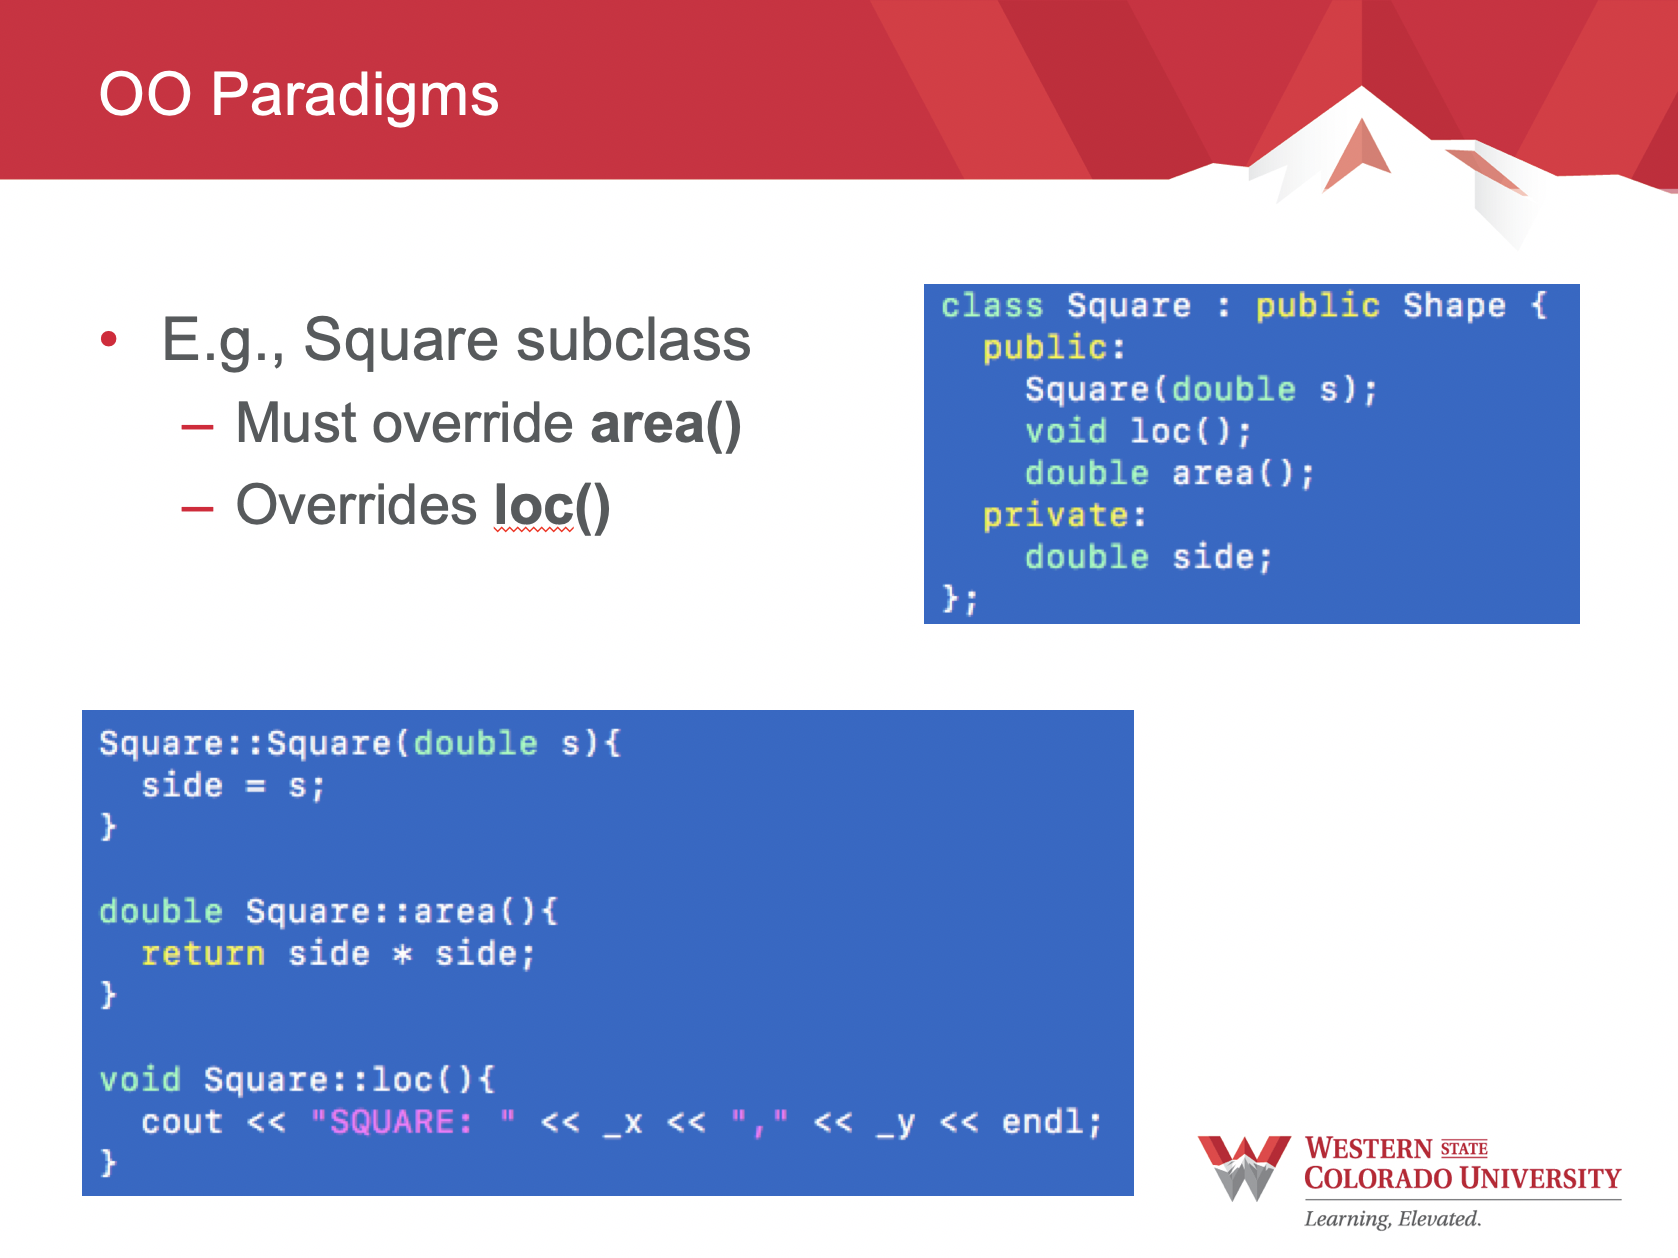 OO Paradigms
• E.g., Square subclass
– Must override area()
– Overrides loc()
class Square : public Shape {
  public:
    Square(double s);
    void loc();
    double area();
  private:
    double side;
};
Square::Square(double s){
  side = s;
}
double Square::area(){
  return side * side;
}
void Square::loc(){
  cout << "SQUARE: " << _x << "," << _y << endl;
}
WESTERN STATE
COLORADO UNIVERSITY
Learning, Elevated.